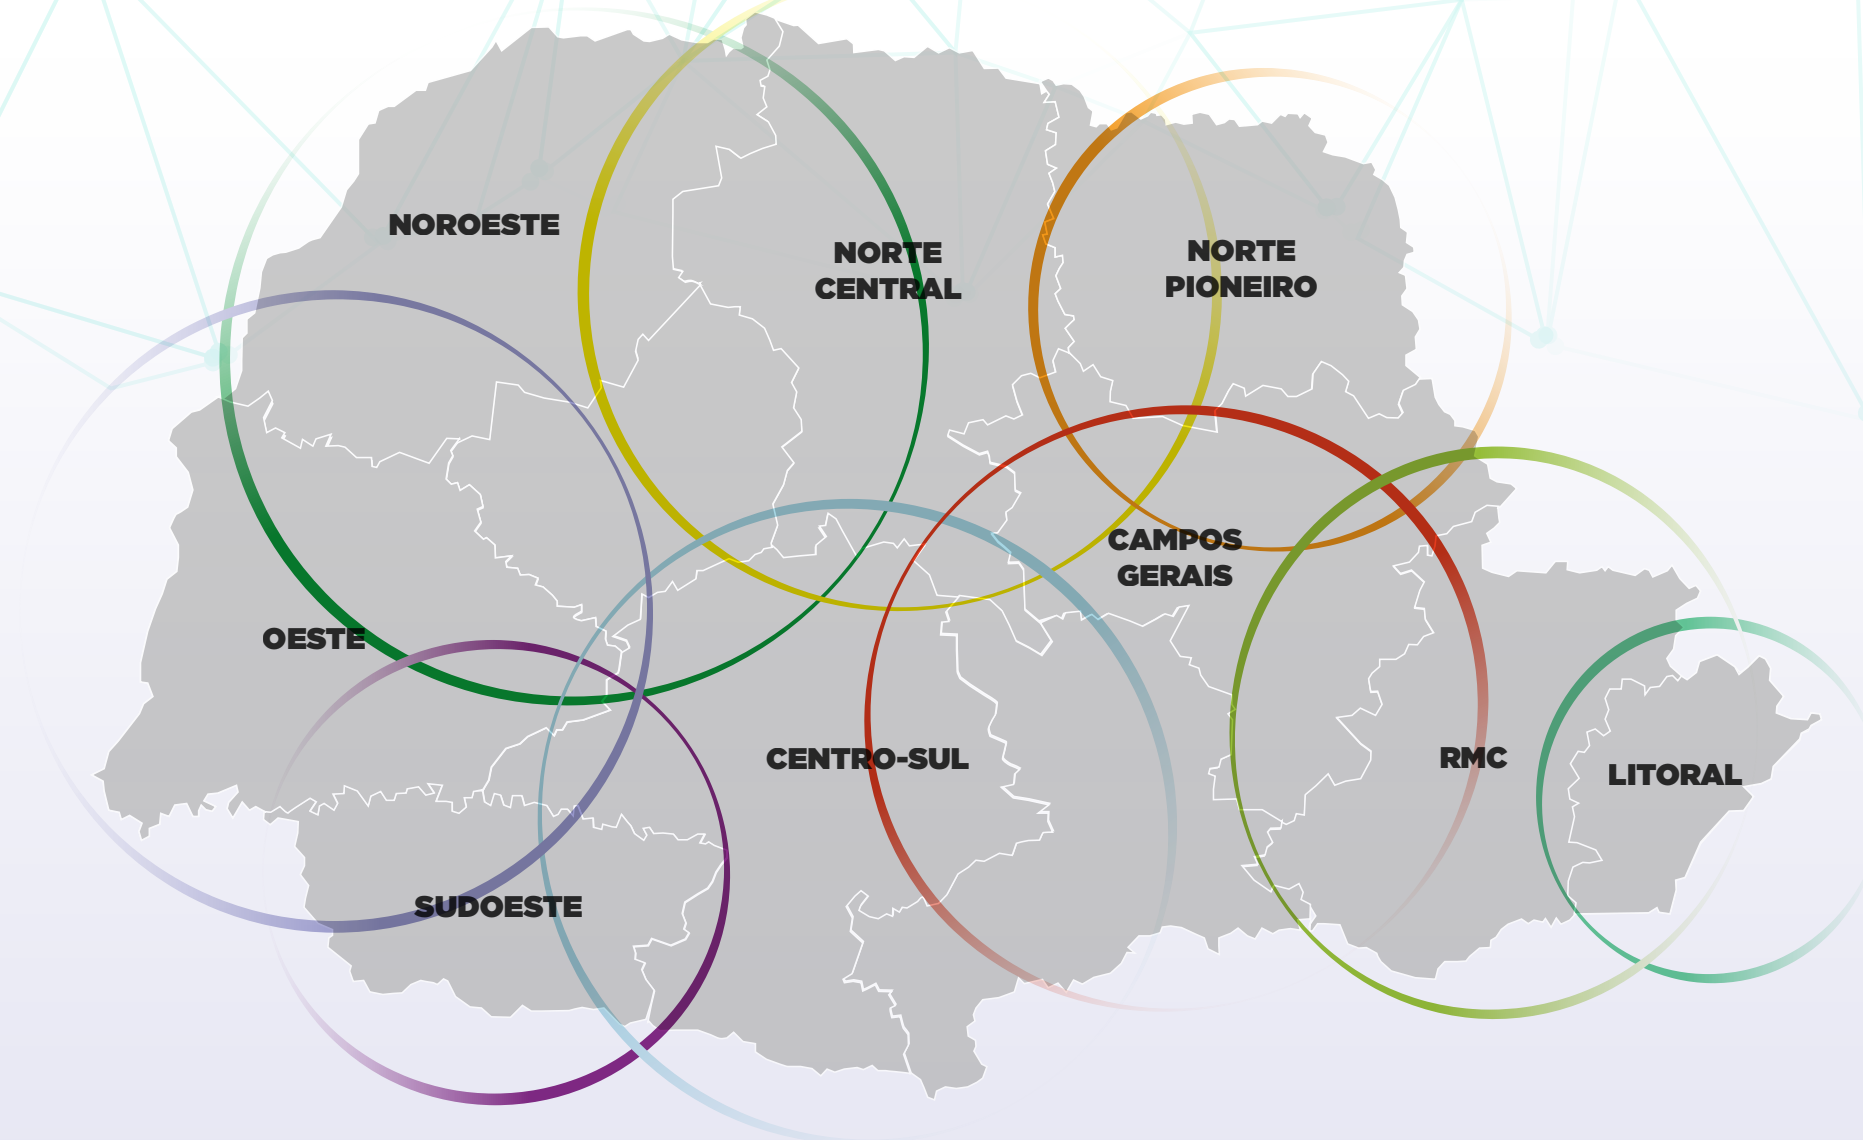 NOROESTE
NORTE
CENTRAL
NORTE
PIONEIRO
CAMPOS
GERAIS
OESTE
CENTRO-SUL
RMC
LITORAL
SUDOESTE